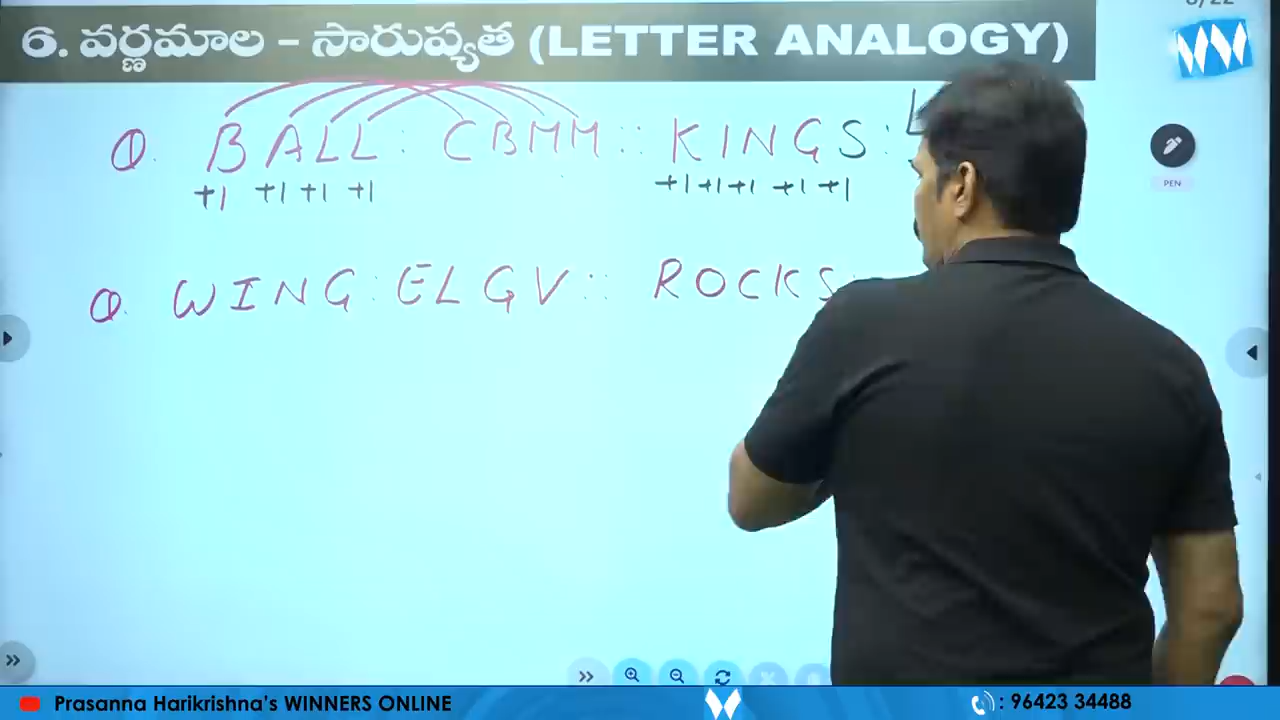 6. వర్ణమాల – సారుప్యత (LETTER ANALOGY)
Q. BALL : CBMM :: KINGS : L
+1 +1 +1 +1 +1 +1 +1 +1 +1
PEN
Q. WING : ELGV :: ROCKS :
Prasanna Harikrishna's WINNERS ONLINE : 96423 34488